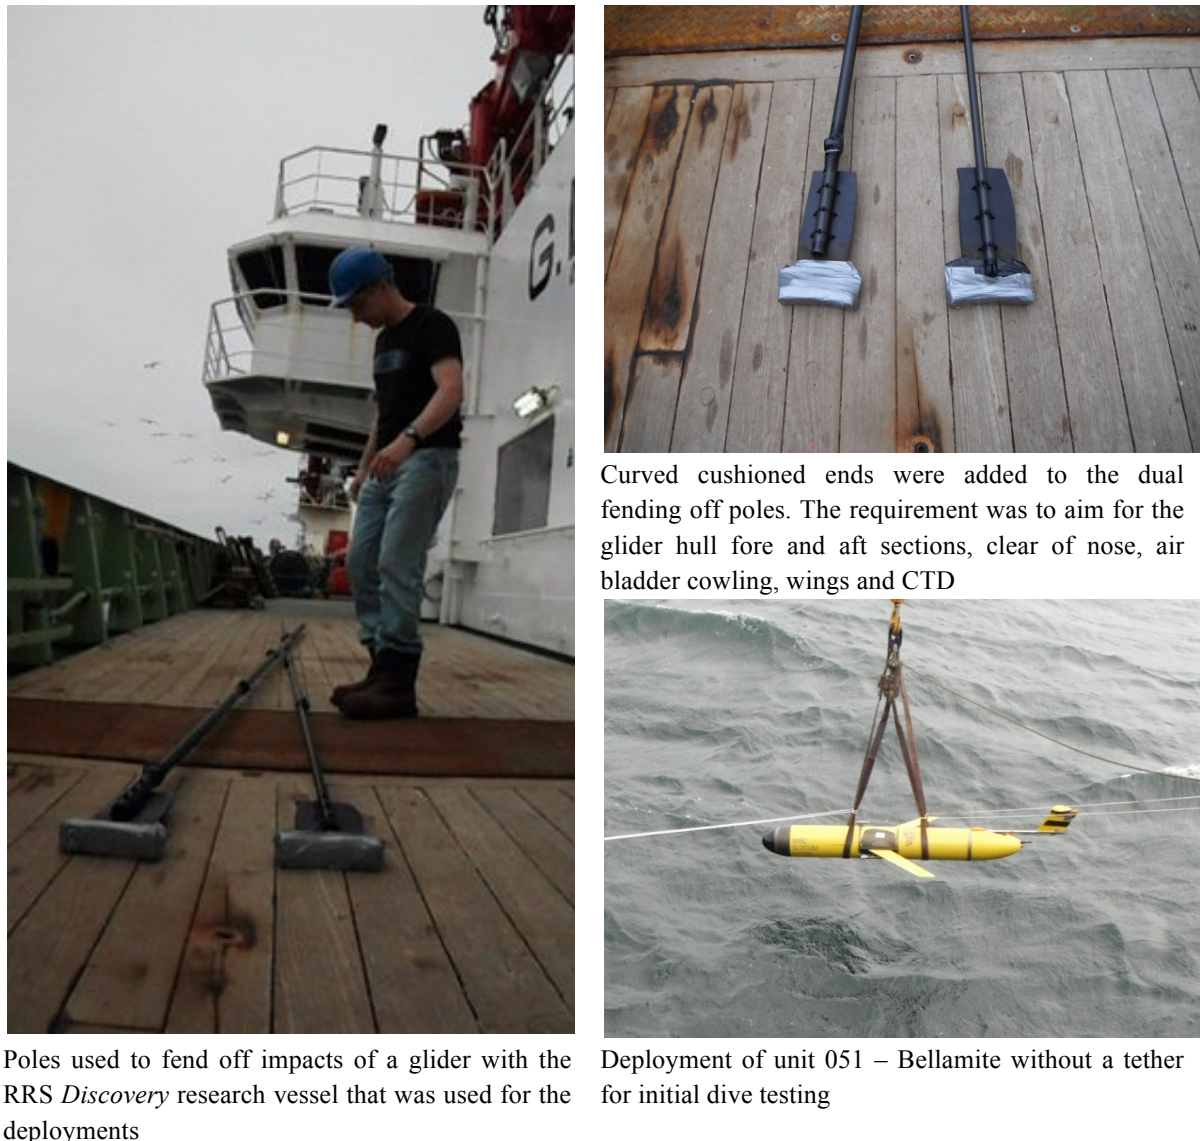 G.
Curved cushioned ends were added to the dual
fending off poles. The requirement was to aim for the
glider hull fore and aft sections, clear of nose, air
bladder cowling, wings and CTD
Poles used to fend off impacts of a glider with the
RRS Discovery research vessel that was used for the
deployments
Deployment of unit 051 – Bellamite without a tether
for initial dive testing